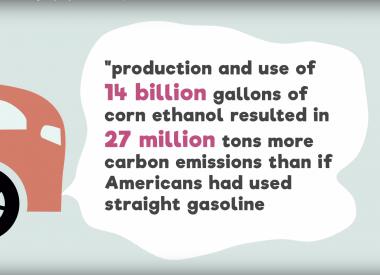 "production and use of
14 billion gallons of
corn ethanol resulted in
27 million tons more
carbon emissions than if
Americans had used
straight gasoline